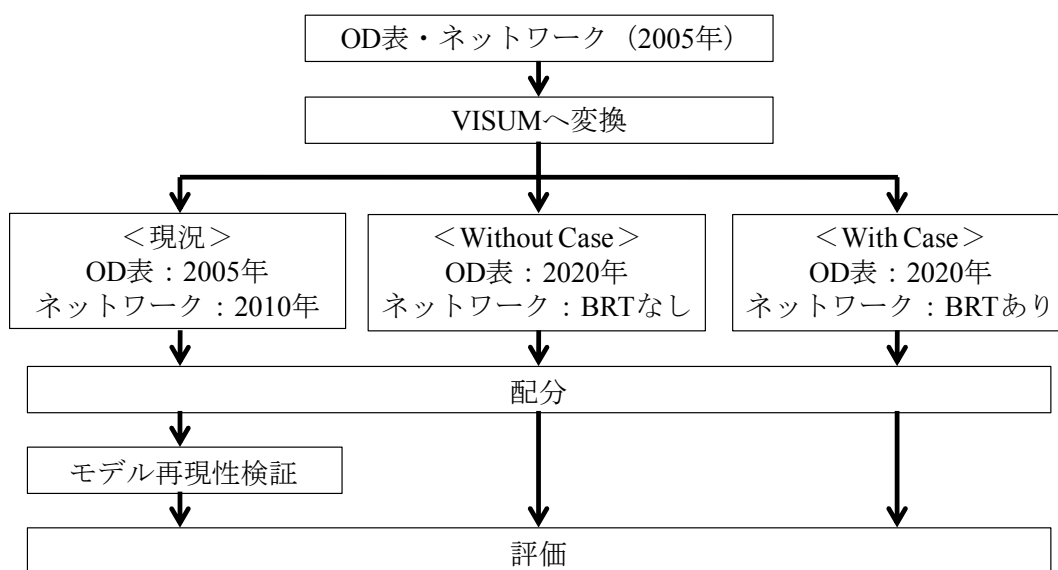 OD表・ネットワーク（2005年）
VISUMへ変換
＜現況＞
OD表：2005年
ネットワーク：2010年
＜Without Case＞
OD表：2020年
ネットワーク：BRTなし
＜With Case＞
OD表：2020年
ネットワーク：BRTあり
配分
モデル再現性検証
評価